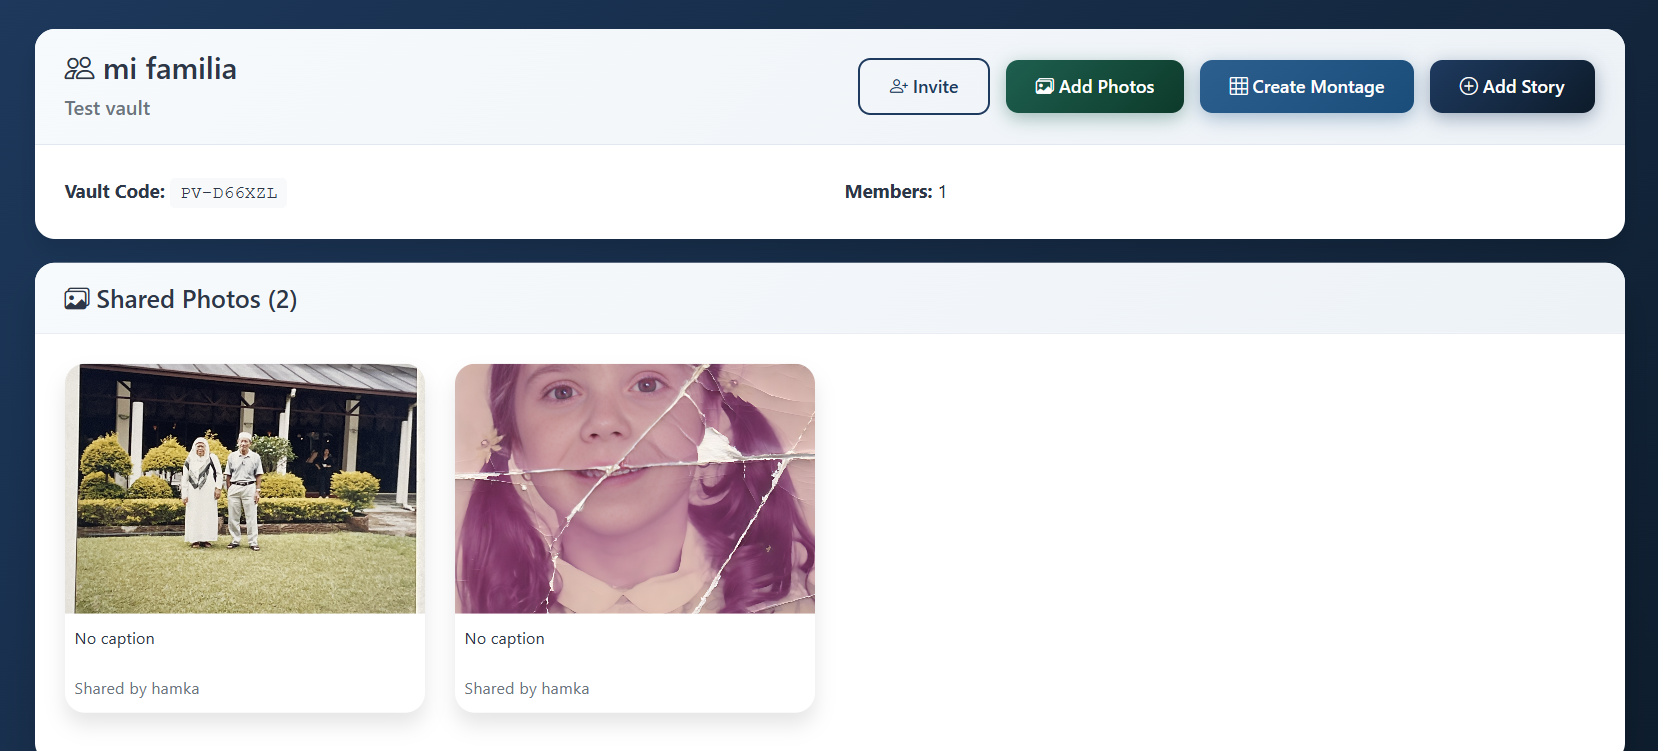 mi familia
Test vault
Invite
Add Photos
Create Montage
Add Story
Vault Code: PV-D66XZL
Members: 1
Shared Photos (2)
No caption
Shared by hamka
No caption
Shared by hamka